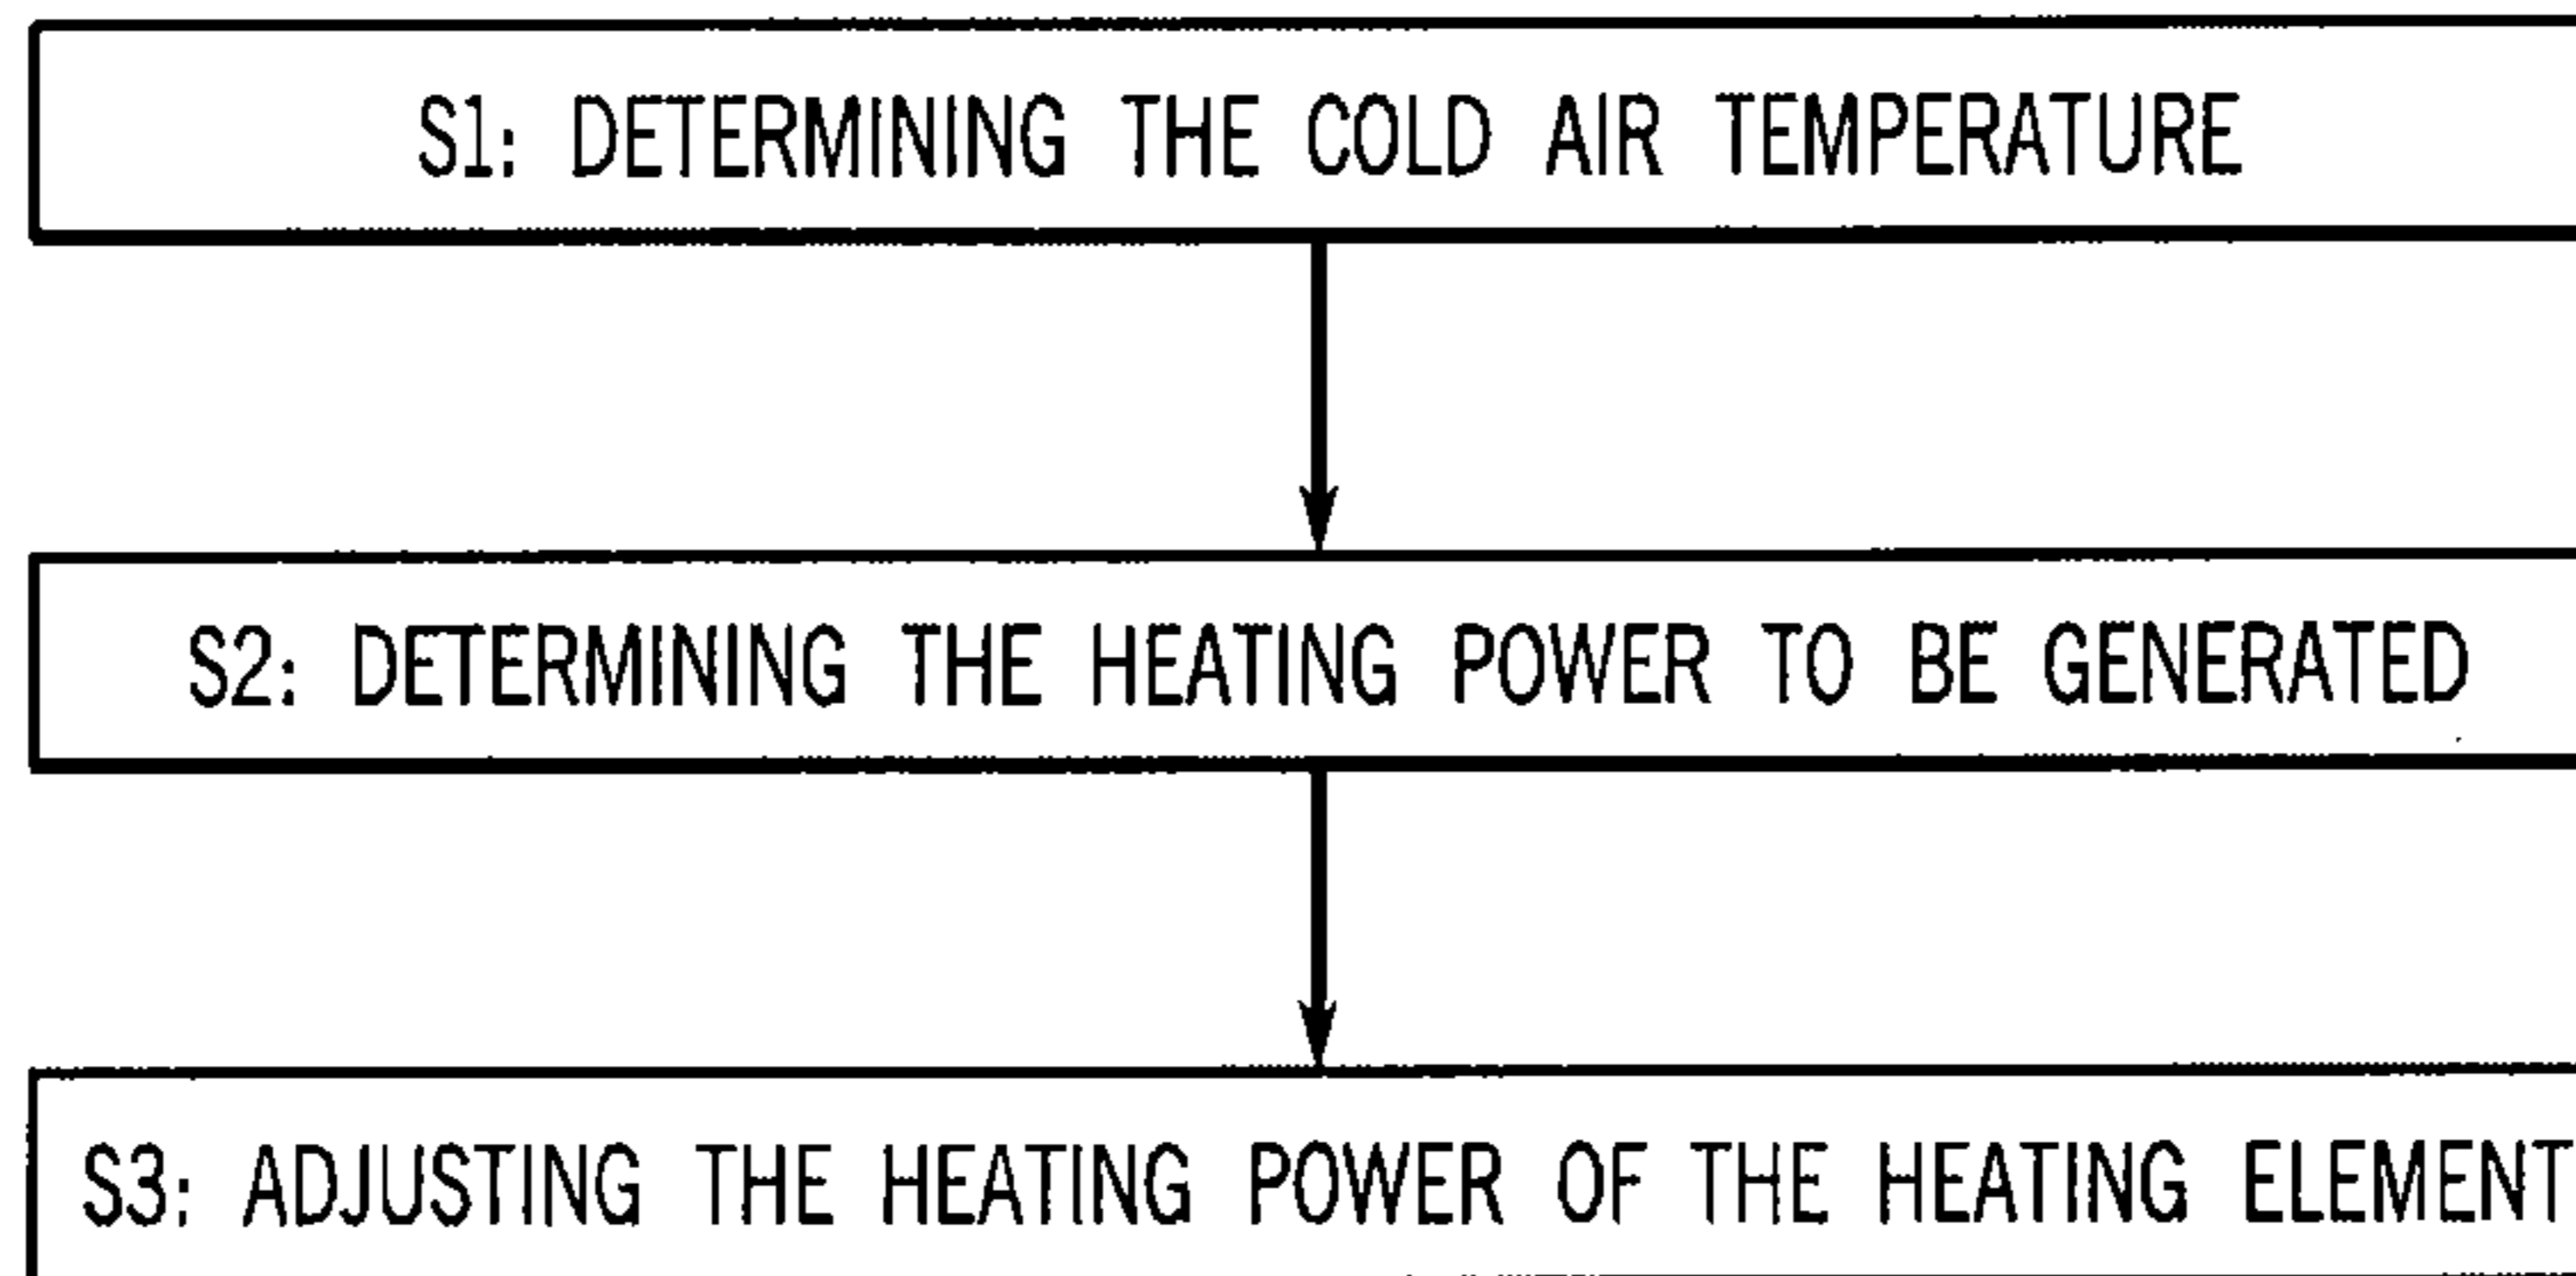 S1: DETERMINING THE COLD AIR TEMPERATURE
S2: DETERMINING THE HEATING POWER TO BE GENERATED
S3: ADJUSTING THE HEATING POWER OF THE HEATING ELEMENT